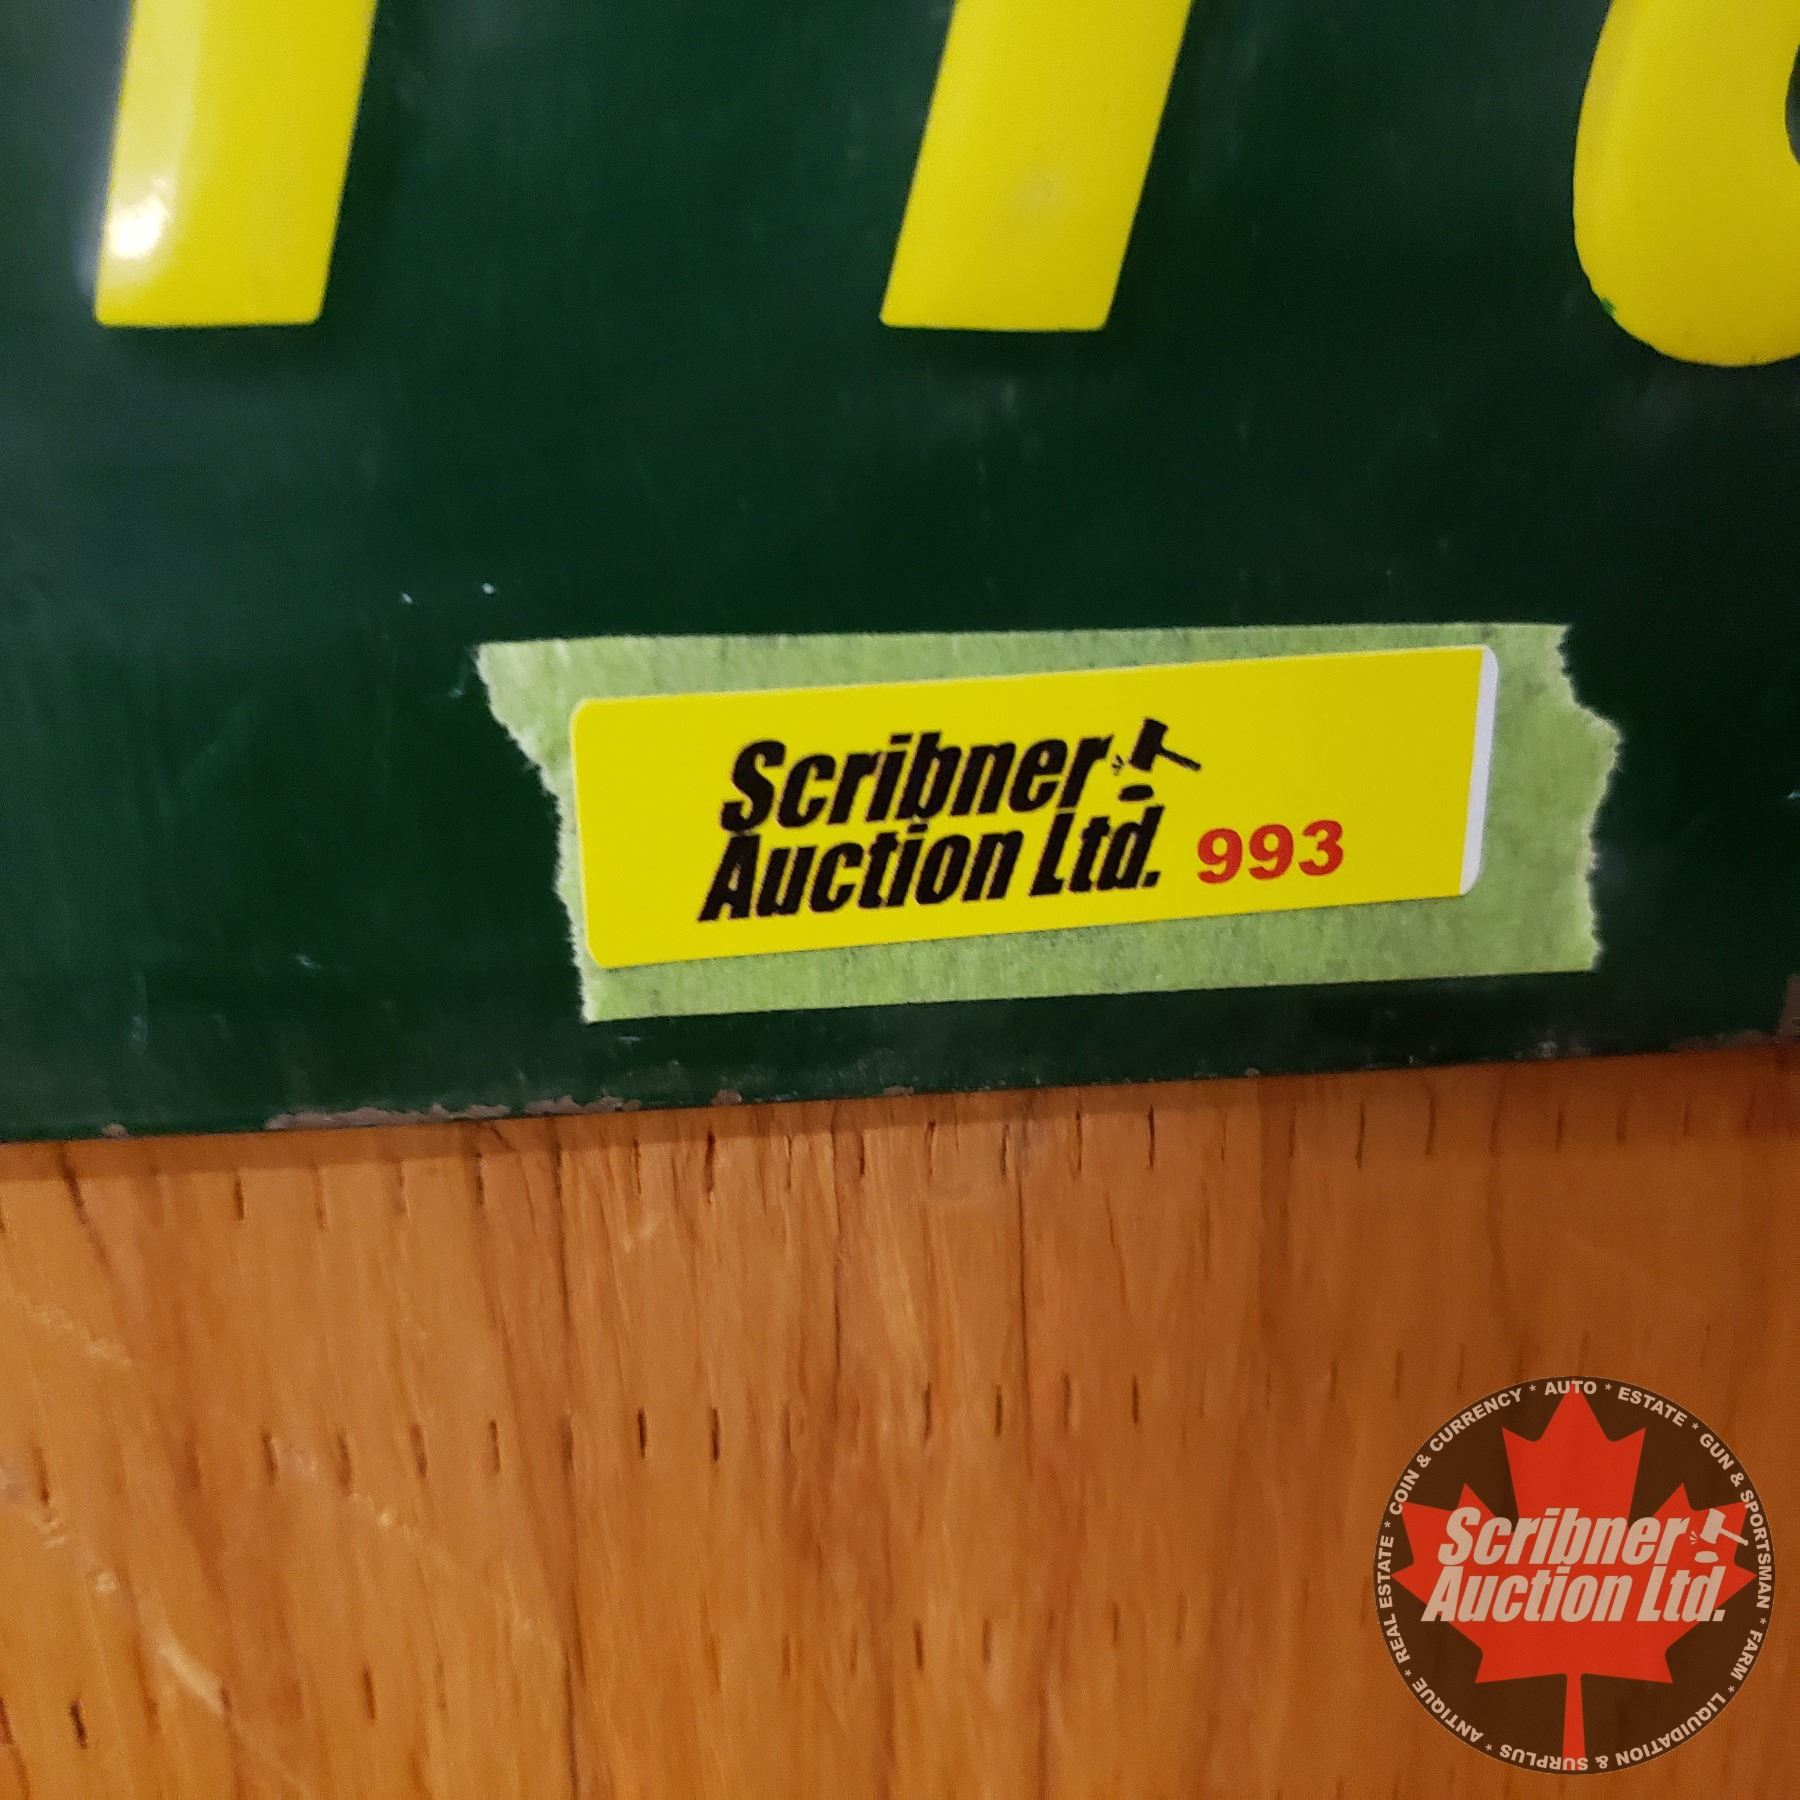 Scribner
Auction Ltd. 993
COIN & CURRENCY * AUTO * ESTATE * GUN & SPORTSMAN * FARM * LIQUIDATION & SURPLUS * ANTIQUE * REAL ESTATE *
Scribner
Auction Ltd.